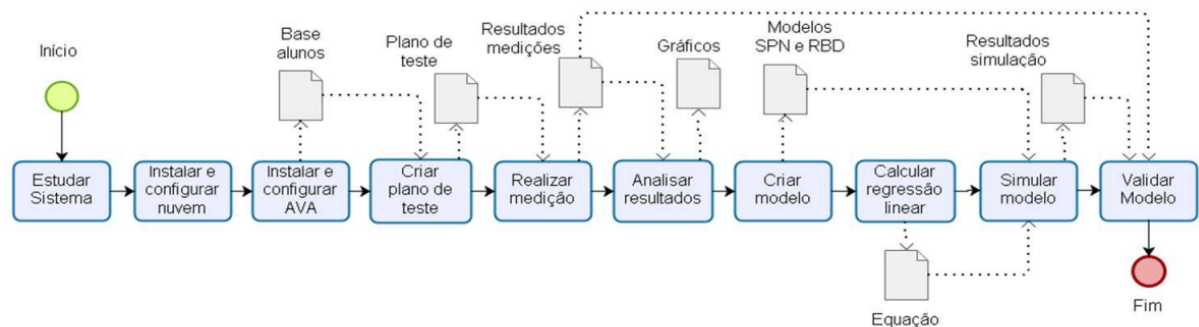 Início
Base
alunos
Plano de
teste
Resultados
medições
Gráficos
Modelos
SPN e RBD
Resultados
simulação
Estudar
Sistema
Instalar e
configurar
nuvem
Instalar e
configurar
AVA
Criar
plano de
teste
Realizar
medição
Analisar
resultados
Criar
modelo
Calcular
regressão
linear
Simular
modelo
Validar
Modelo
Equação
Fim